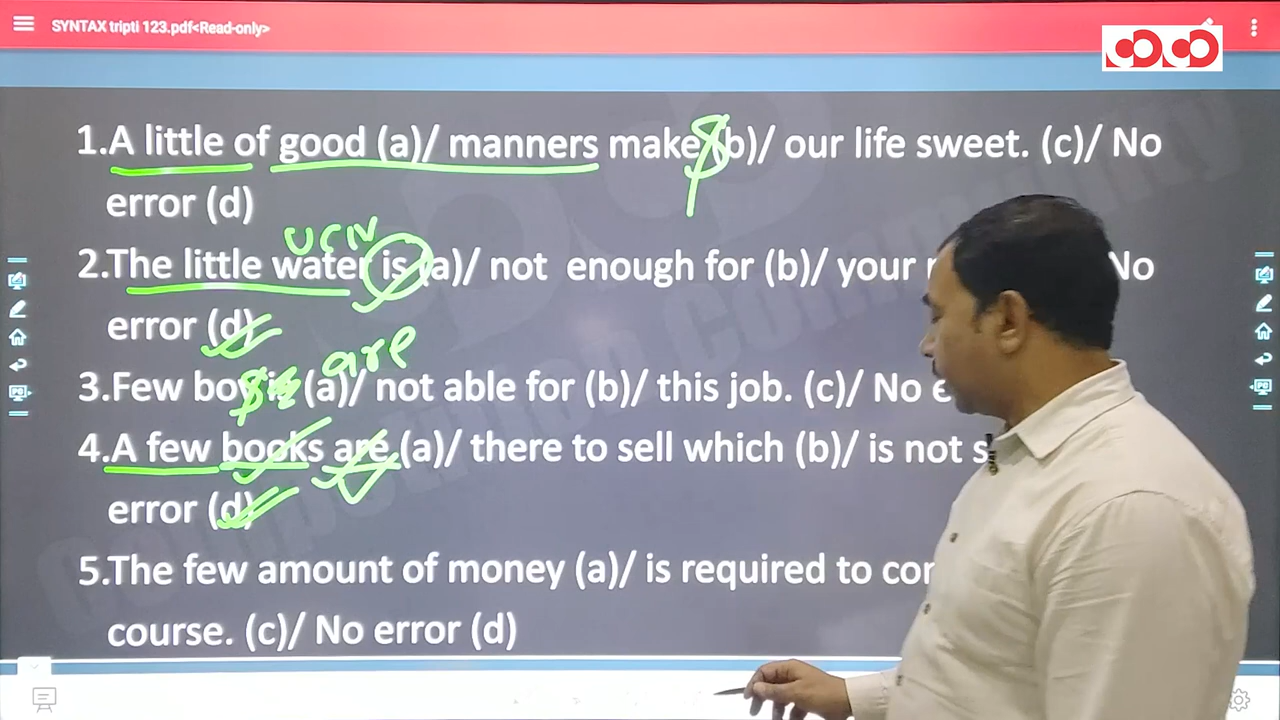 SYNTAX tripti 123.pdf<Read-only>
1.A little of good (a)/ manners make (b)/ our life sweet. (c)/ No
error (d)
UCN
2.The little water is (a)/ not enough for (b)/ your No
error (d)
are
3.Few boy is (a)/ not able for (b)/ this job. (c)/ No
4.A few books are (a)/ there to sell which (b)/ is not
error (d)
5.The few amount of money (a)/ is required to
course. (c)/ No error (d)